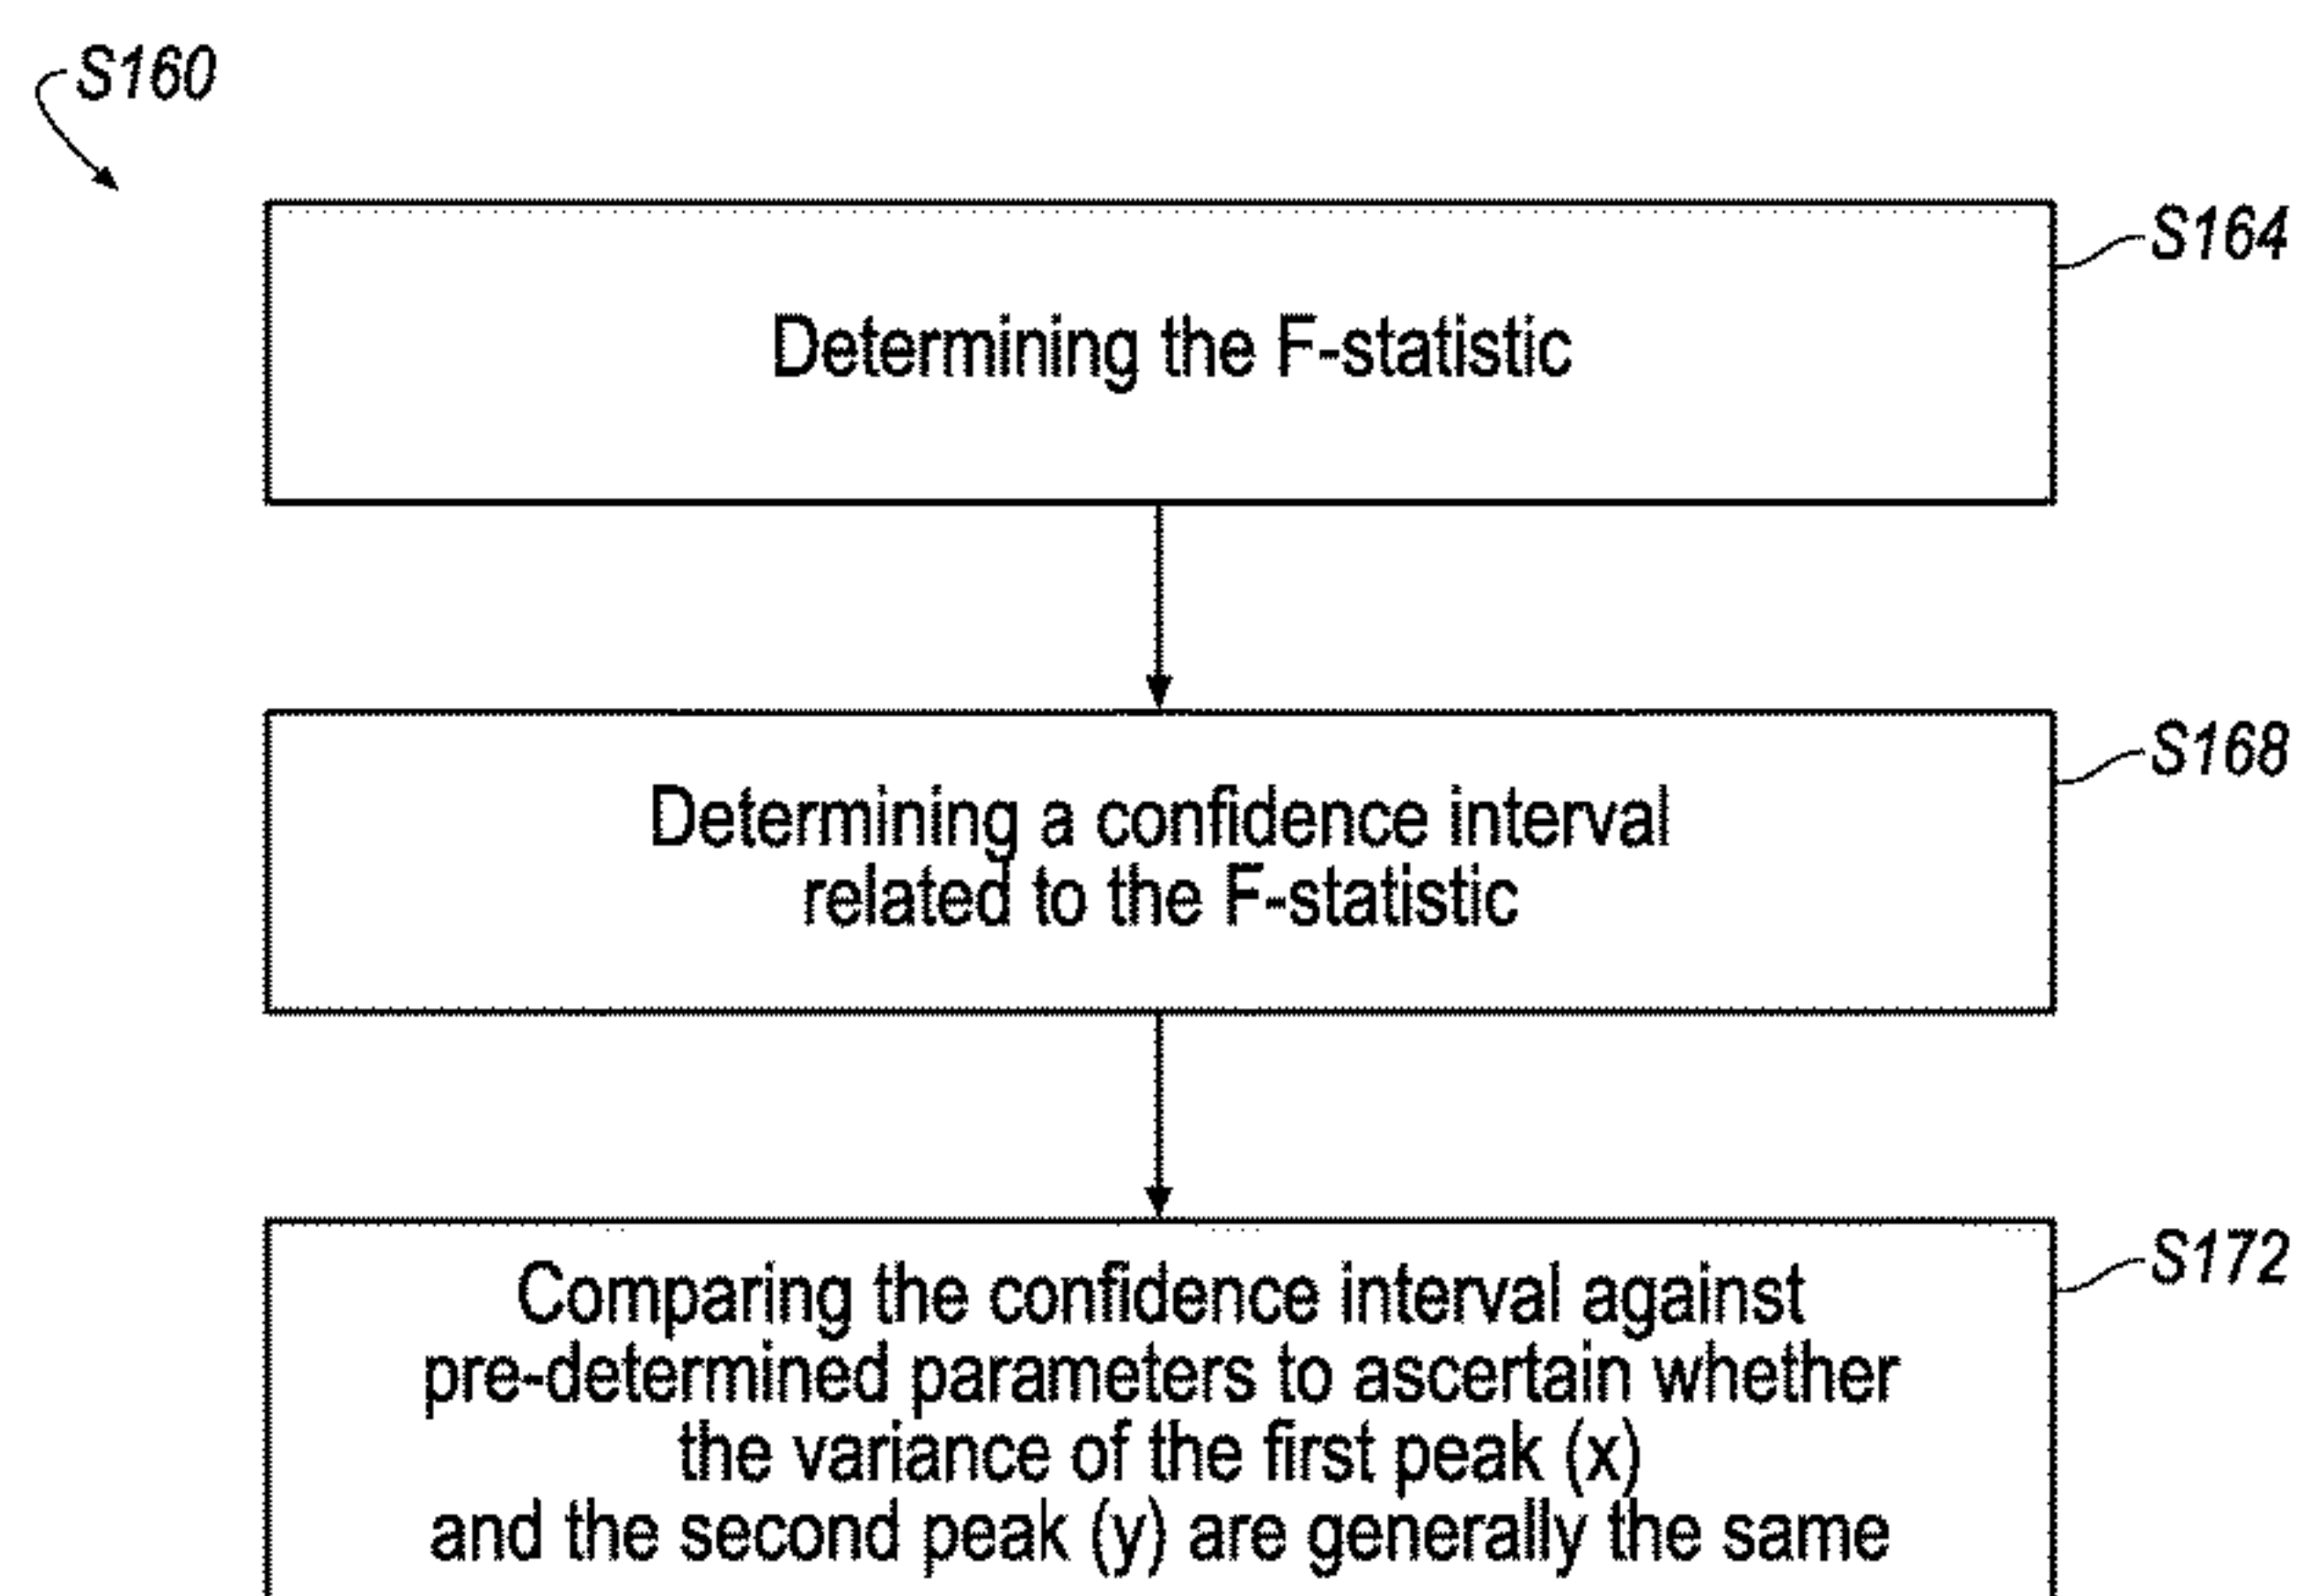 S160
S164
Determining the F-statistic
S168
Determining a confidence interval
related to the F-statistic
S172
Comparing the confidence interval against
pre-determined parameters to ascertain whether
the variance of the first peak (x)
and the second peak (y) are generally the same